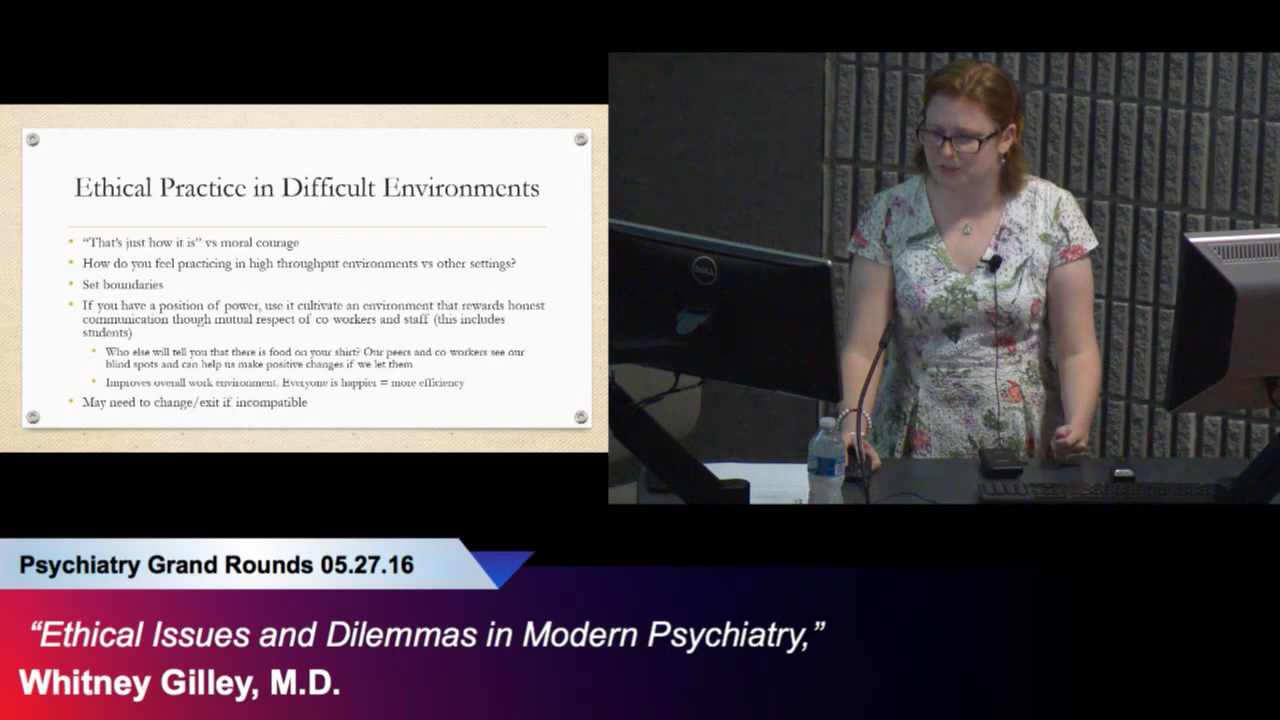 Ethical Practice in Difficult Environments
• “That’s just how it is” vs moral courage
• How do you feel practicing in high throughput environments vs other settings?
• Set boundaries
• If you have a position of power, use it cultivate an environment that rewards honest
communication though mutual respect of co workers and staff (this includes
students)
• Who else will tell you that there is food on your shirt? Our peers and co workers see our
blind spots and can help us make positive changes if we let them
• Improves overall work environment. Everyone is happier = more efficiency
• May need to change/exit if incompatible
DELL
Psychiatry Grand Rounds 05.27.16
“Ethical Issues and Dilemmas in Modern Psychiatry,”
Whitney Gilley, M.D.